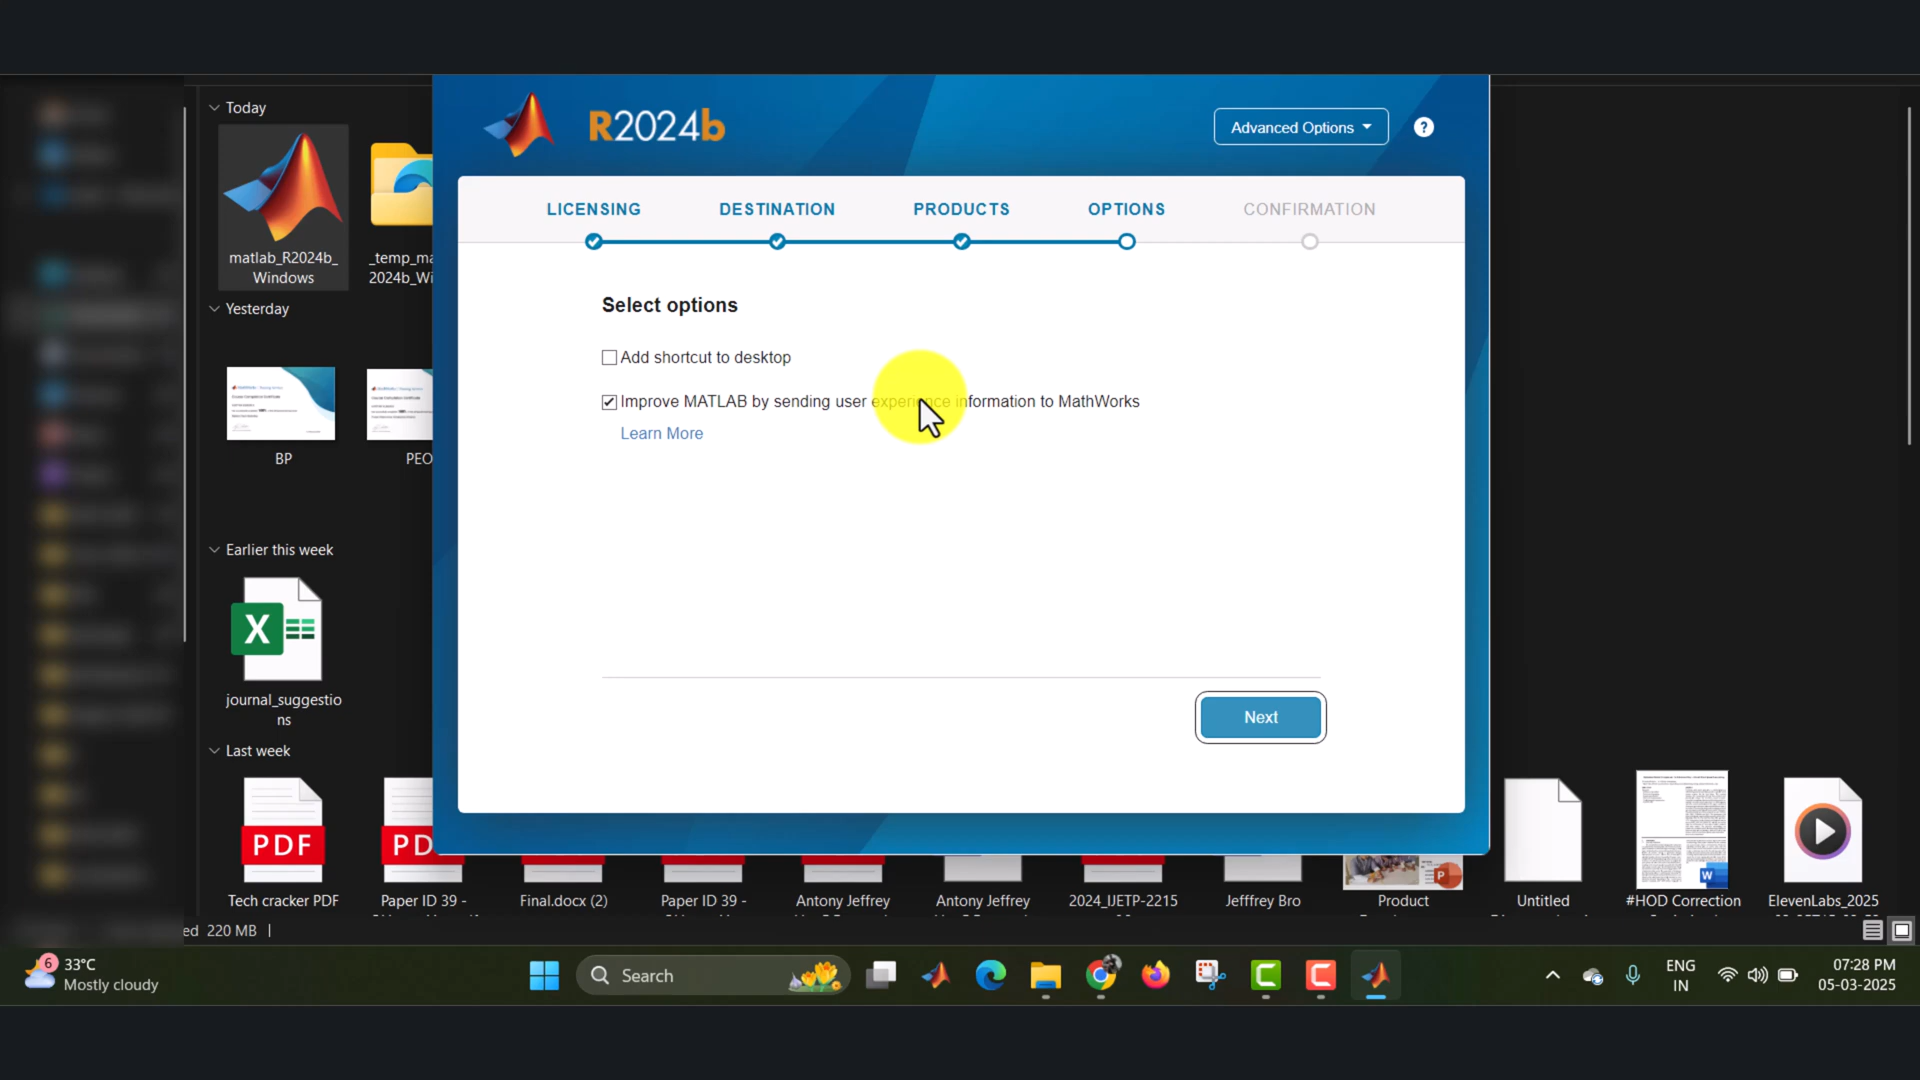 Today
matlab_R2024b_
Windows
_temp_ma
2024b_Wi
Yesterday
BP
PEO
Earlier this week
journal_suggestio
ns
Last week
R2024b
Advanced Options
?
LICENSING
DESTINATION
PRODUCTS
OPTIONS
CONFIRMATION
Select options
Add shortcut to desktop
Improve MATLAB by sending user experience information to MathWorks
Learn More
Next
PDF
PD
Tech cracker PDF
Paper ID 39 -
Final.docx (2)
Paper ID 39 -
Antony Jeffrey
Antony Jeffrey
2024_IJETP-2215
Jefffrey Bro
Product
Untitled
#HOD Correction
ElevenLabs_2025
ed 220 MB
6
33°C
Mostly cloudy
Search
ENG
IN
07:28 PM
05-03-2025